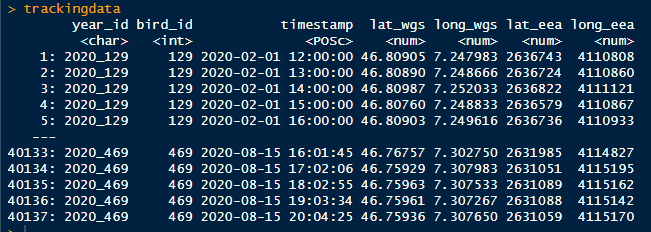 > trackingdata
year_id bird_id timestamp lat_wgs long_wgs lat_eea long_eea
<char> <int> <POSc> <num> <num> <num> <num>
1: 2020_129 129 2020-02-01 12:00:00 46.80905 7.247983 2636743 4110808
2: 2020_129 129 2020-02-01 13:00:00 46.80890 7.248666 2636724 4110860
3: 2020_129 129 2020-02-01 14:00:00 46.80987 7.252033 2636822 4111121
4: 2020_129 129 2020-02-01 15:00:00 46.80760 7.248833 2636579 4110867
5: 2020_129 129 2020-02-01 16:00:00 46.80903 7.249616 2636736 4110933
---
40133: 2020_469 469 2020-08-15 16:01:45 46.76757 7.302750 2631985 4114827
40134: 2020_469 469 2020-08-15 17:02:06 46.75929 7.307983 2631051 4115195
40135: 2020_469 469 2020-08-15 18:02:55 46.75963 7.307533 2631089 4115162
40136: 2020_469 469 2020-08-15 19:03:34 46.75961 7.307267 2631088 4115142
40137: 2020_469 469 2020-08-15 20:04:25 46.75936 7.307650 2631059 4115170
>